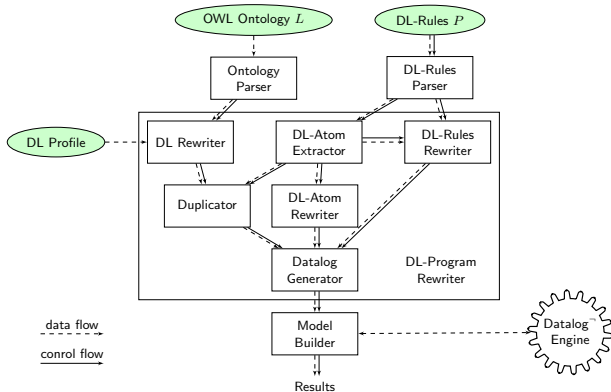 OWL Ontology L
DL-Rules P
Ontology
Parser
DL-Rules
Parser
DL Profile
DL Rewriter
DL-Atom
Extractor
DL-Rules
Rewriter
Duplicator
DL-Atom
Rewriter
Datalog
Generator
DL-Program
Rewriter
data flow
conrol flow
Model
Builder
Datalog¬
Engine
Results